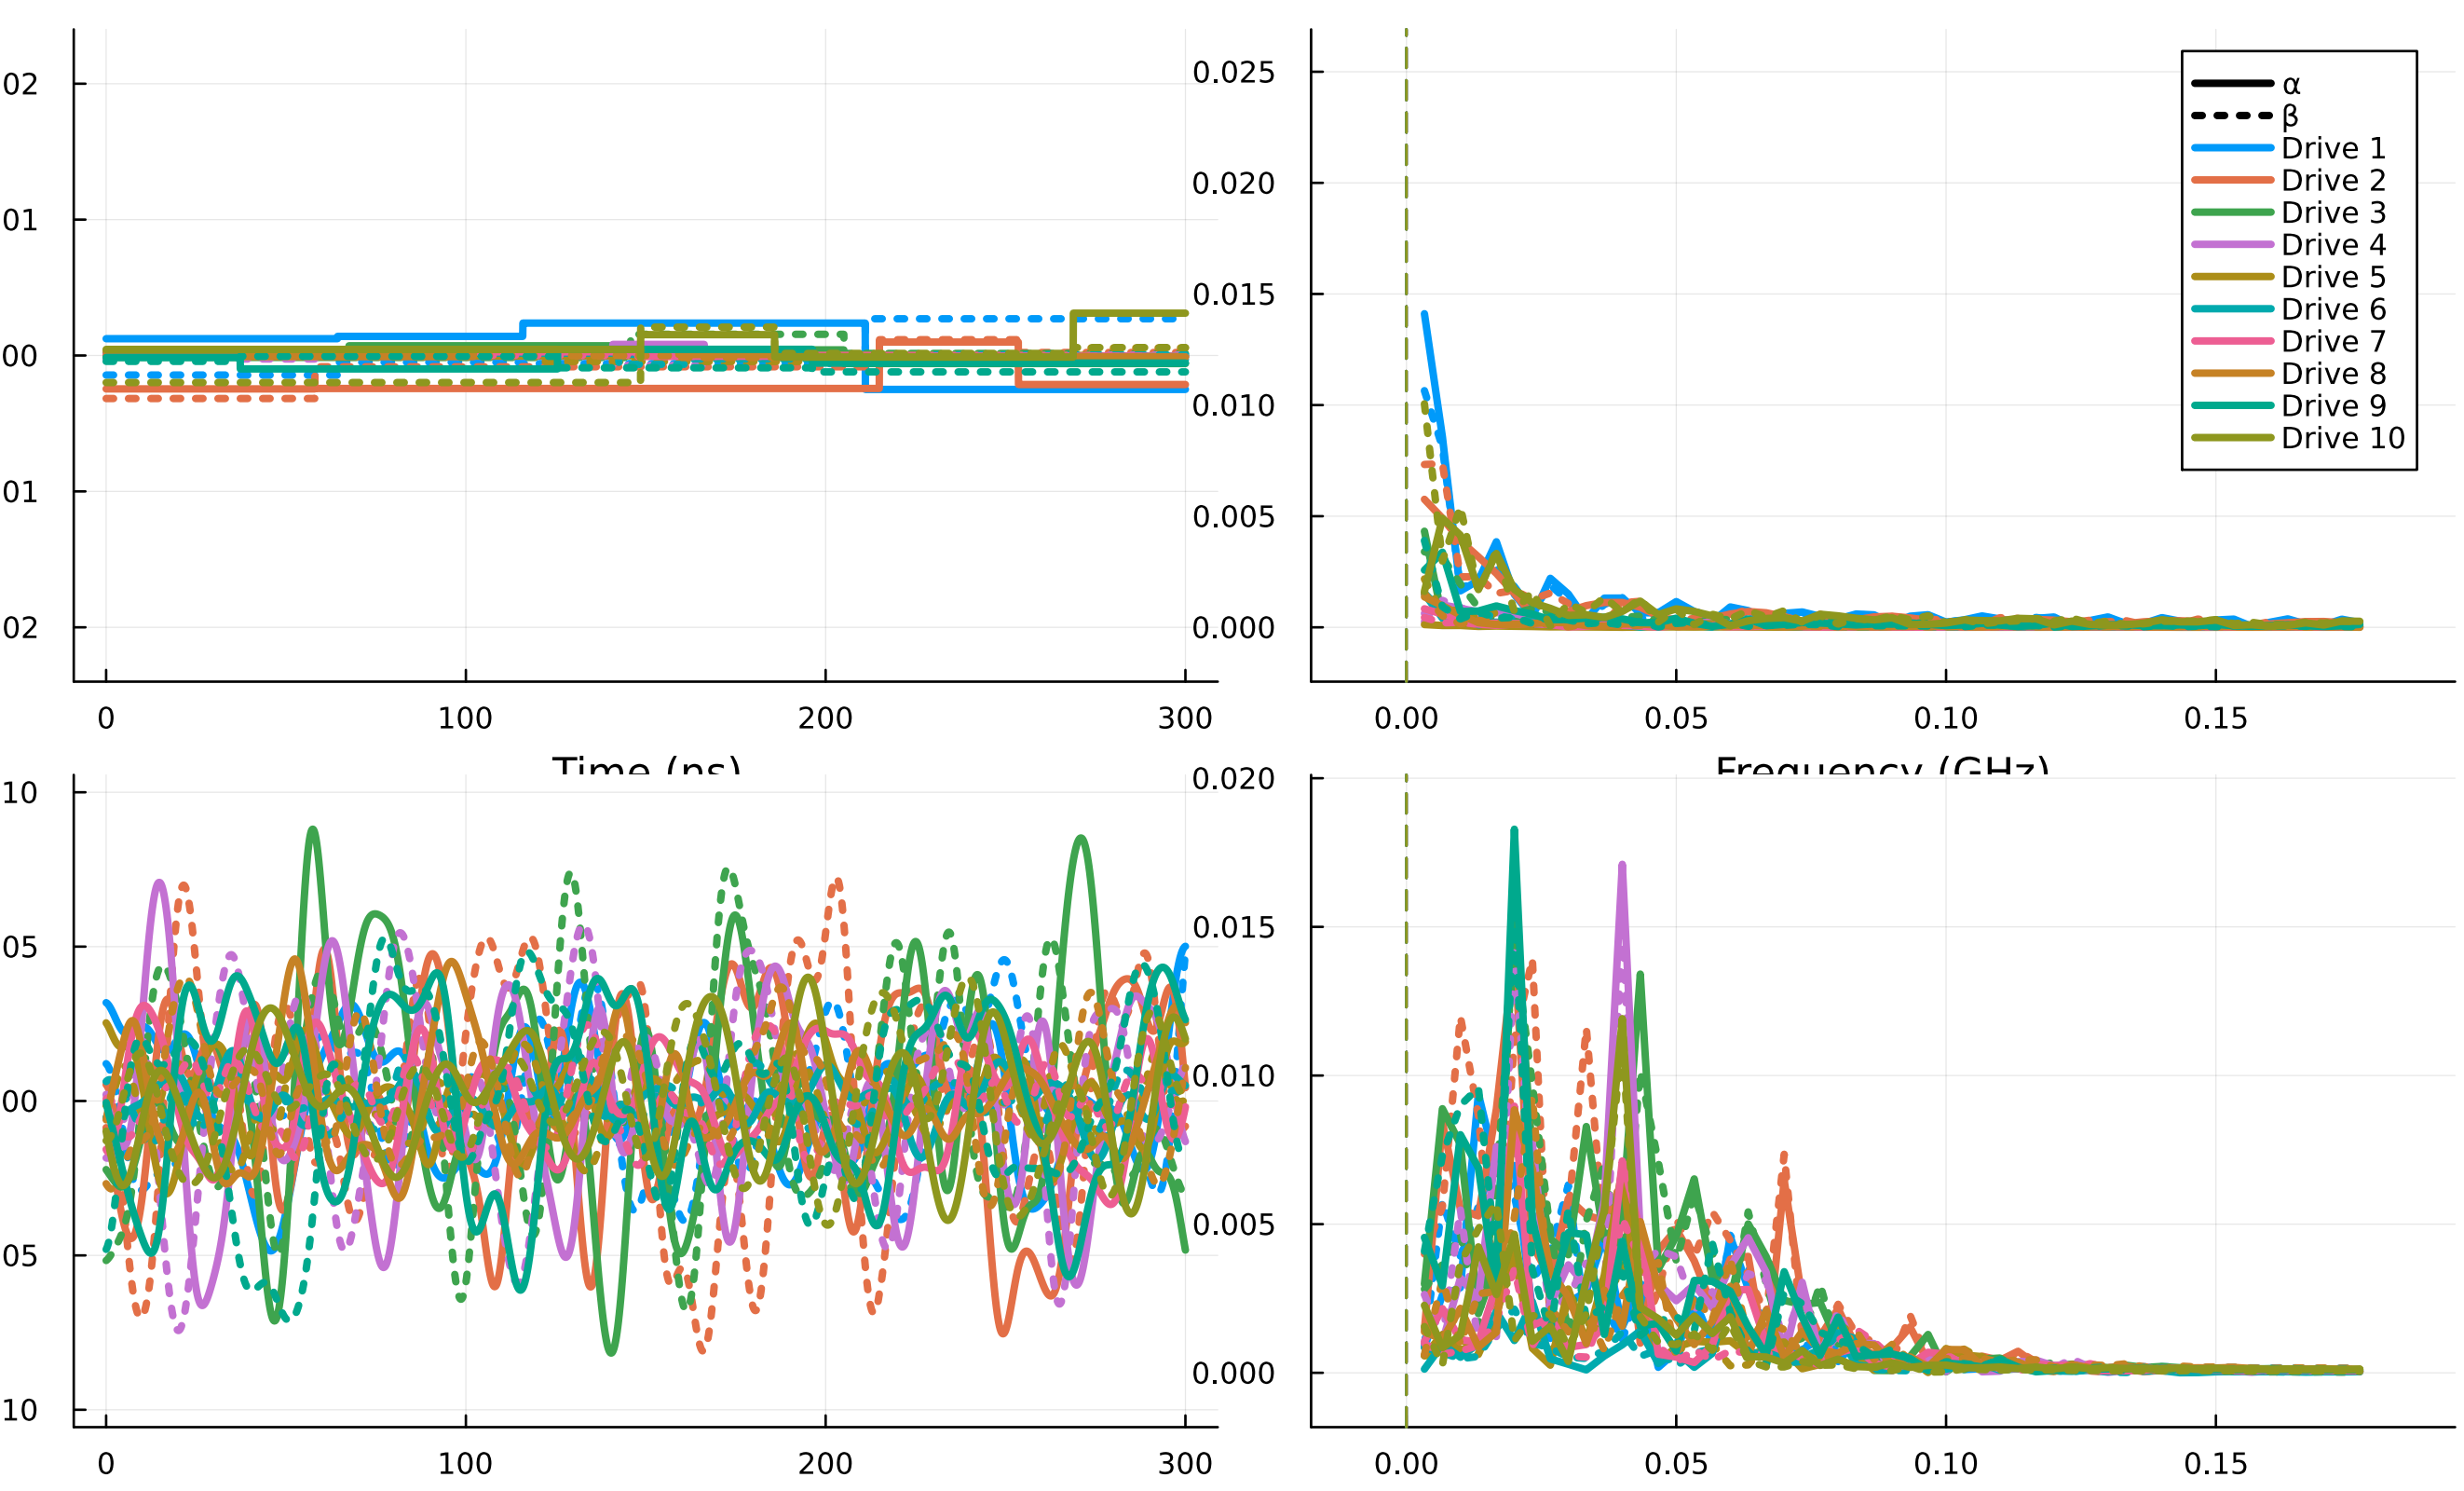 02
01
00
01
02
0 100 200 300
Time (ns)
0.025
0.020
0.015
0.010
0.005
0.000
0.00 0.05 0.10 0.15
Frequency (GHz)
α
β
Drive 1
Drive 2
Drive 3
Drive 4
Drive 5
Drive 6
Drive 7
Drive 8
Drive 9
Drive 10
10
05
00
05
10
0 100 200 300
0.020
0.015
0.010
0.005
0.000
0.00 0.05 0.10 0.15